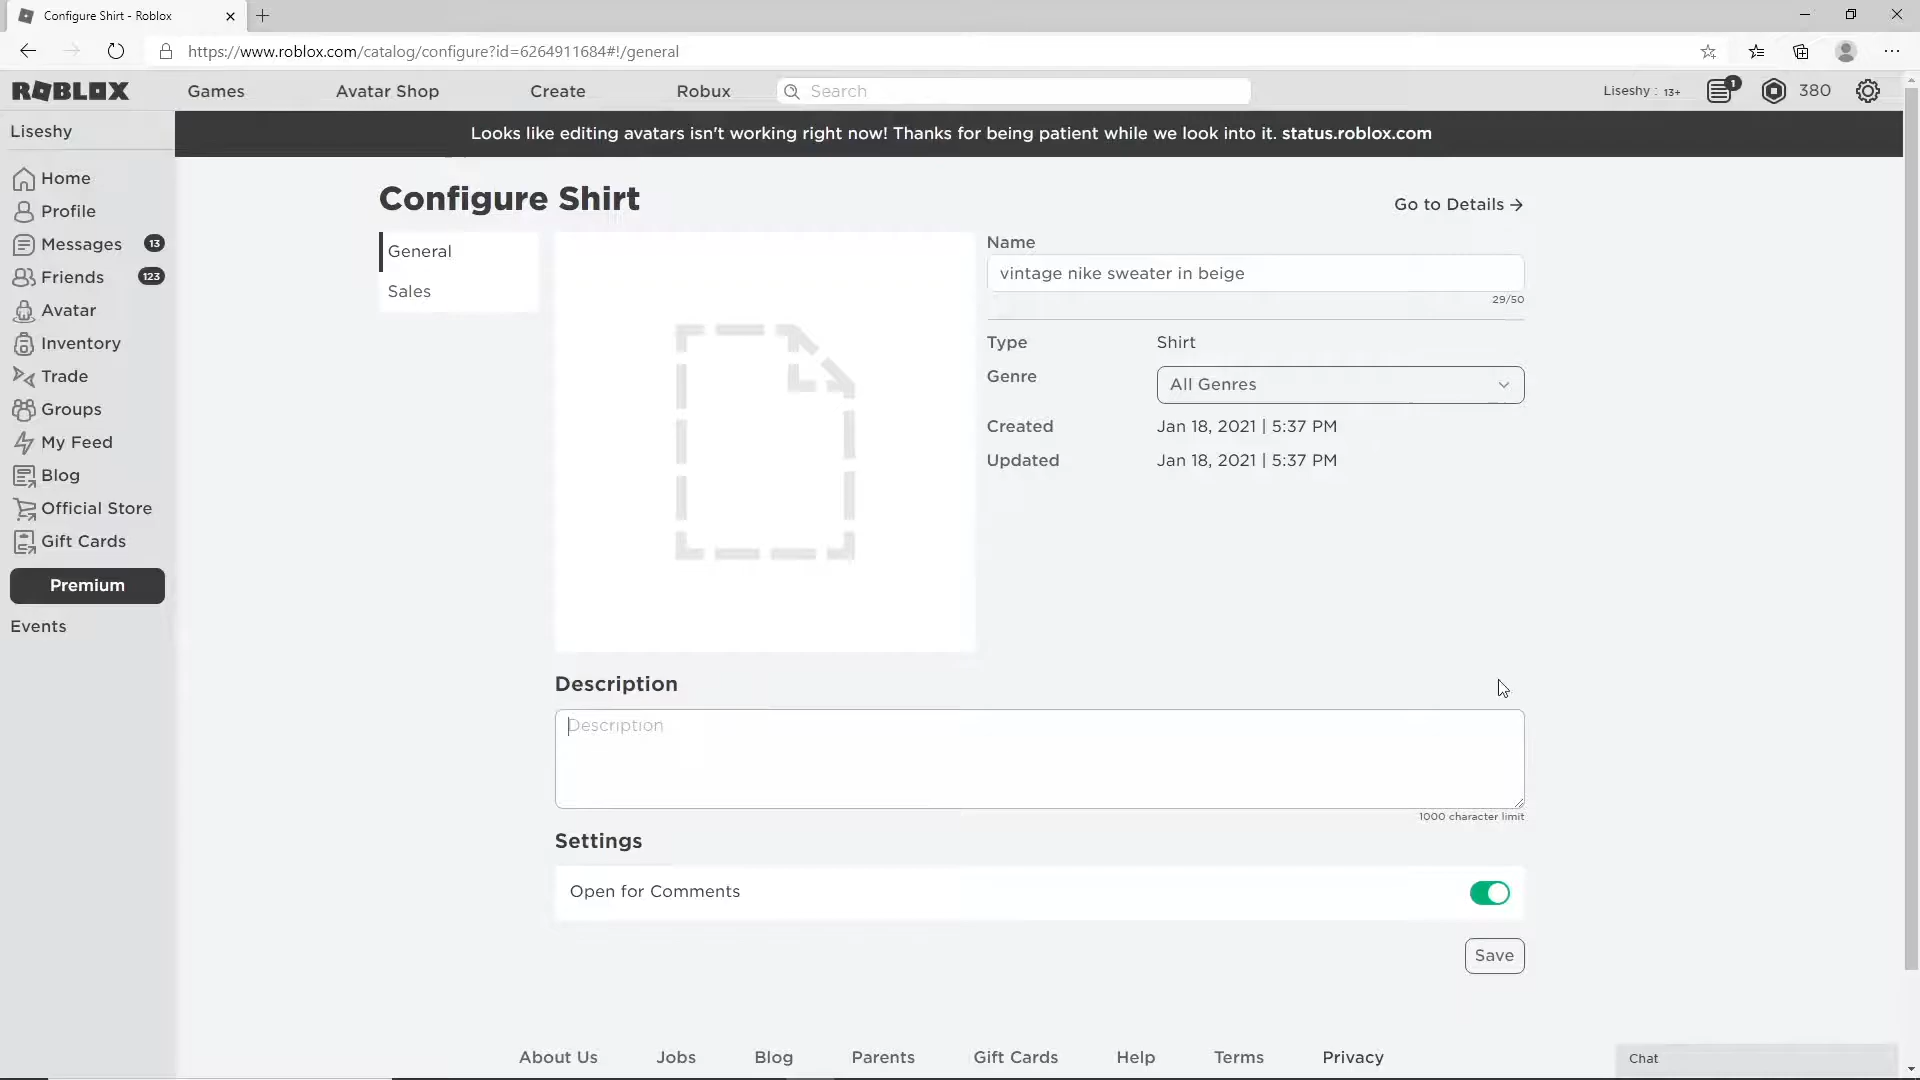 Configure Shirt - Roblox
https://www.roblox.com/catalog/configure?id=6264911684#!/general
ROBLOX
Games
Avatar Shop
Create
Robux
Search
Liseshy : 13+
1
380
Liseshy
Looks like editing avatars isn't working right now! Thanks for being patient while we look into it. status.roblox.com
Home
Profile
Messages 13
Friends 123
Avatar
Inventory
Trade
Groups
My Feed
Blog
Official Store
Gift Cards
Premium
Events
Configure Shirt
Go to Details
General
Sales
Name
vintage nike sweater in beige
29/50
Type Shirt
Genre All Genres
Created Jan 18, 2021 | 5:37 PM
Updated Jan 18, 2021 | 5:37 PM
Description
Description
1000 character limit
Settings
Open for Comments
Save
About Us
Jobs
Blog
Parents
Gift Cards
Help
Terms
Privacy
Chat